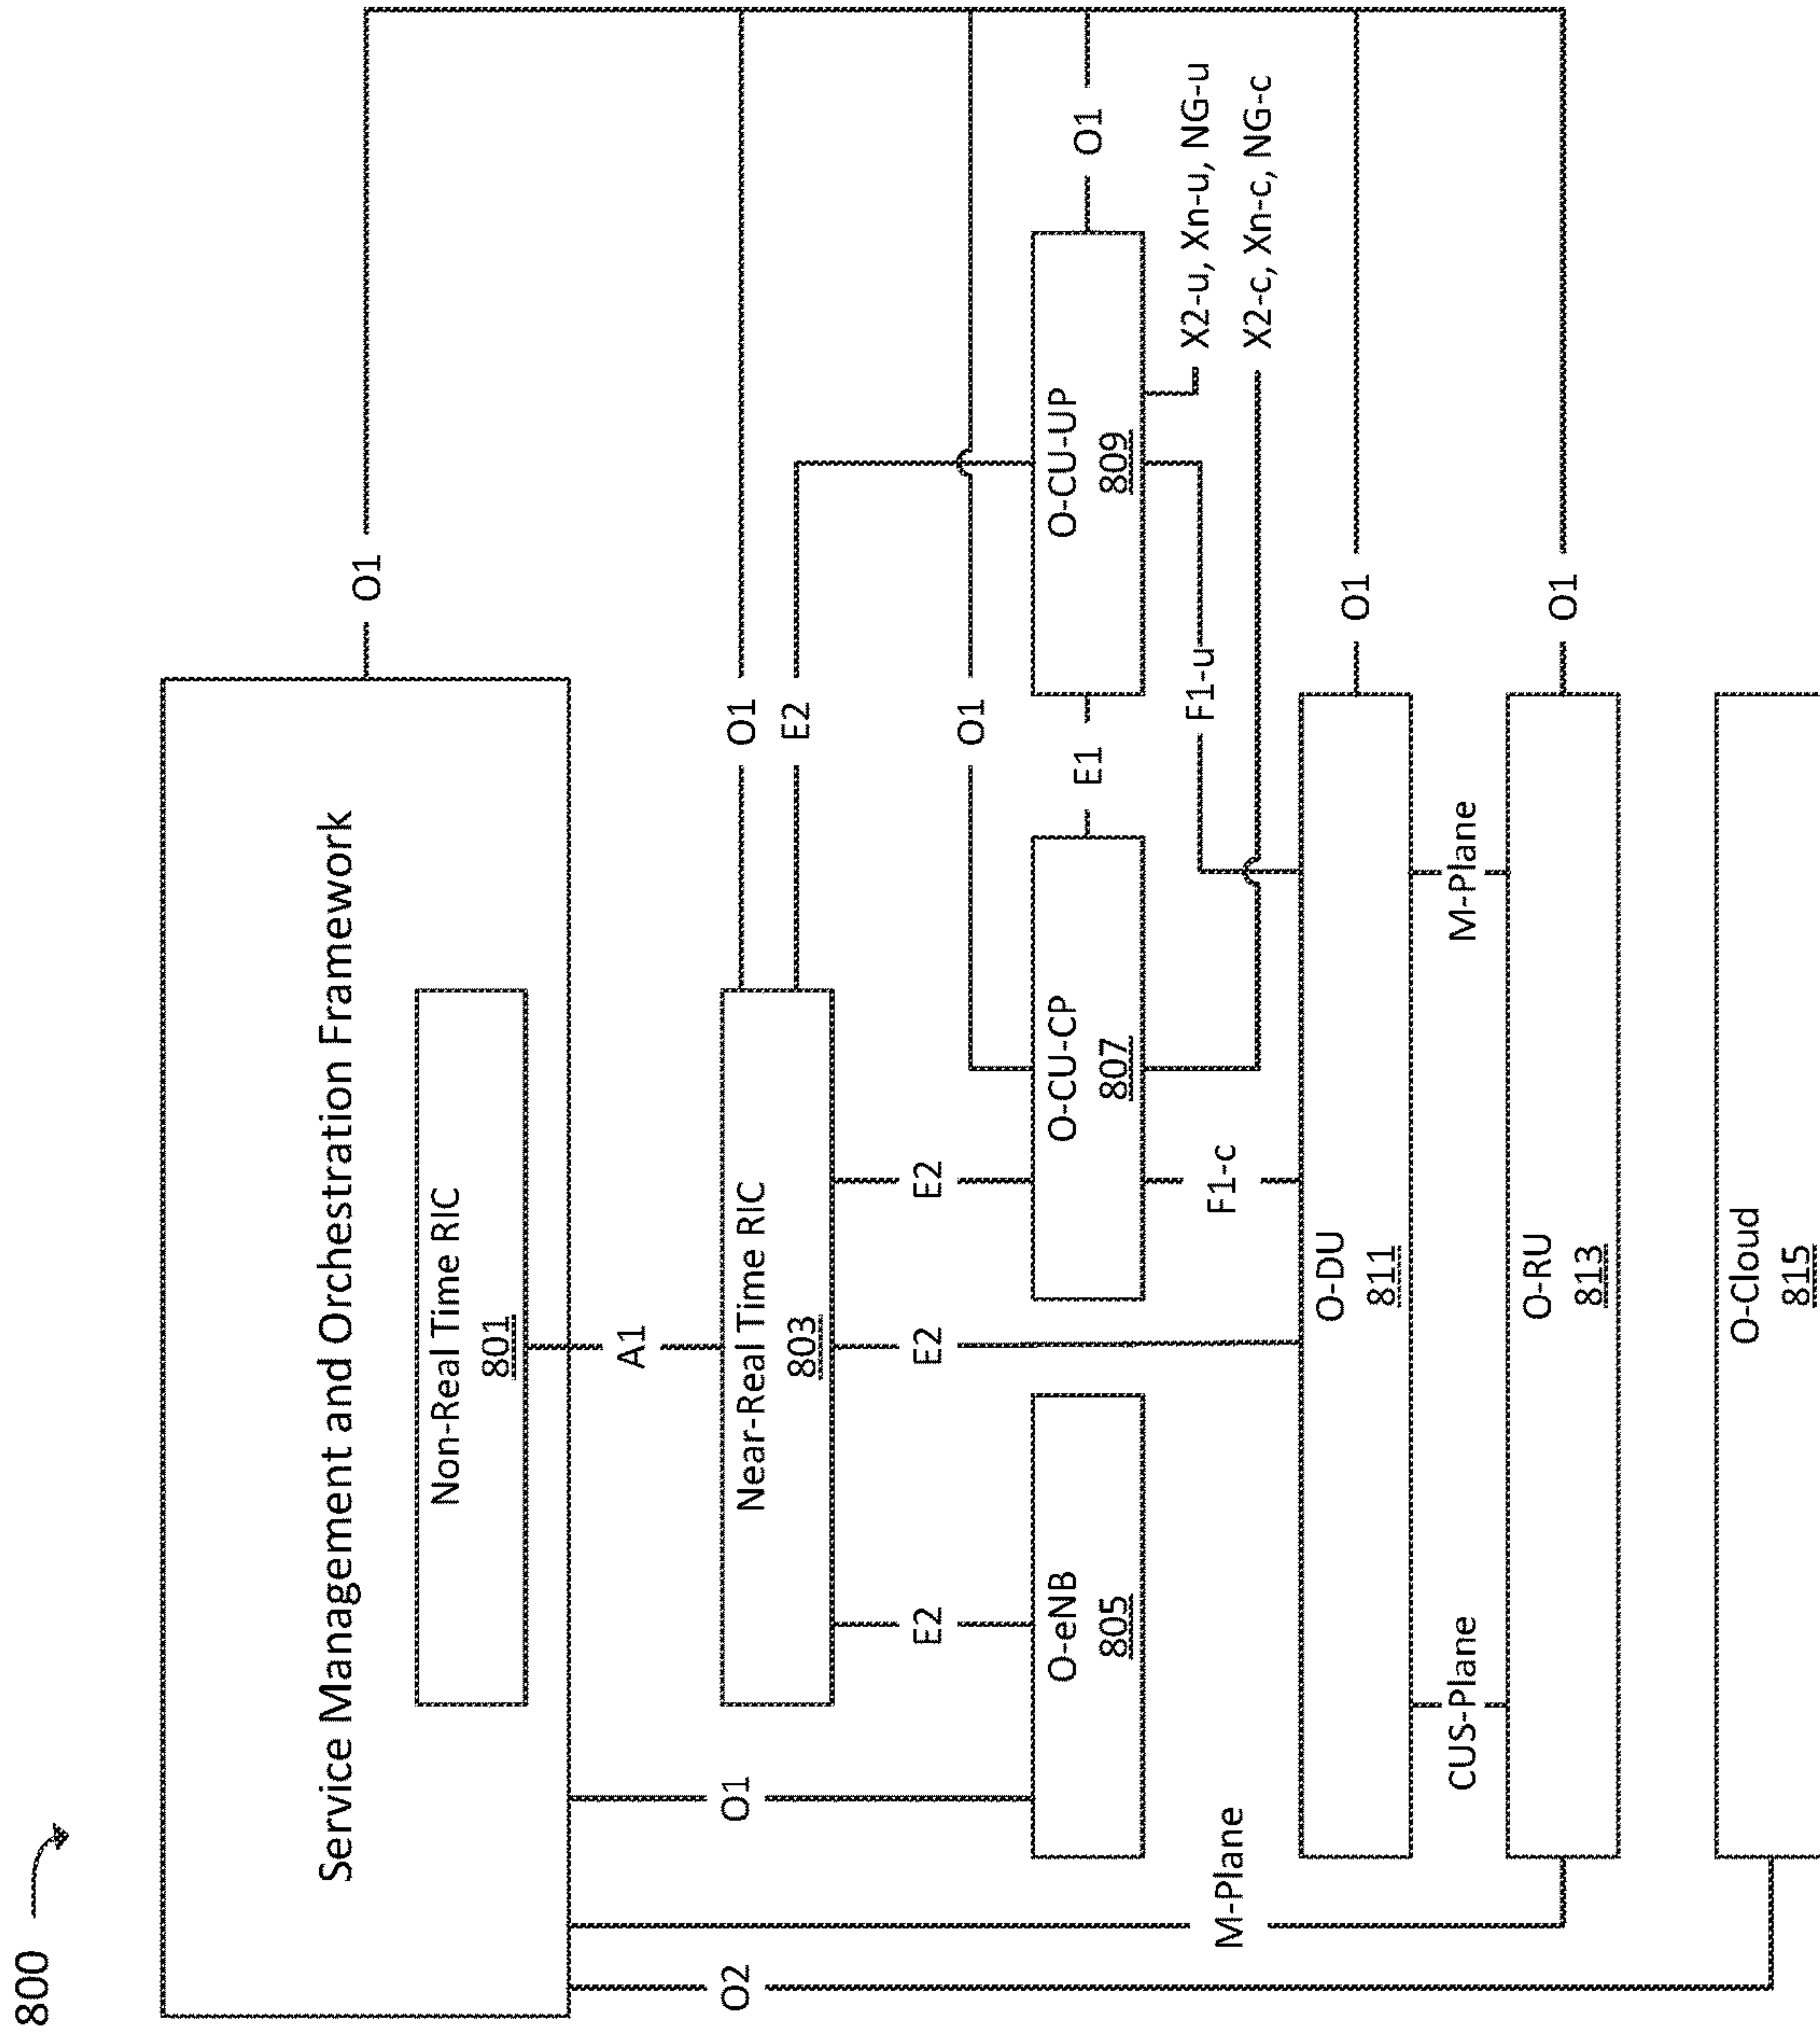 800
Service Management and Orchestration Framework
Non-Real Time RIC
801
O1
A1
O2
O1
Near-Real Time RIC
803
O1
E2
E2
E2
E2
O1
O-eNB
805
O-CU-CP
807
E1
O-CU-UP
809
O1
M-Plane
F1-c
F1-u
X2-u, Xn-u, NG-u
X2-c, Xn-c, NG-c
O-DU
811
O1
CUS-Plane
M-Plane
O-RU
813
O1
O-Cloud
815